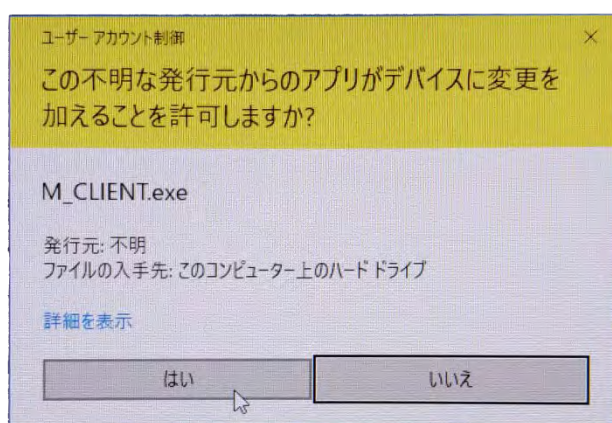 ユーザー アカウント制御
この不明な発行元からのアプリがデバイスに変更を
加えることを許可しますか?
M_CLIENT.exe
発行元: 不明
ファイルの入手先: このコンピューター上のハード ドライブ
詳細を表示
はい
いいえ